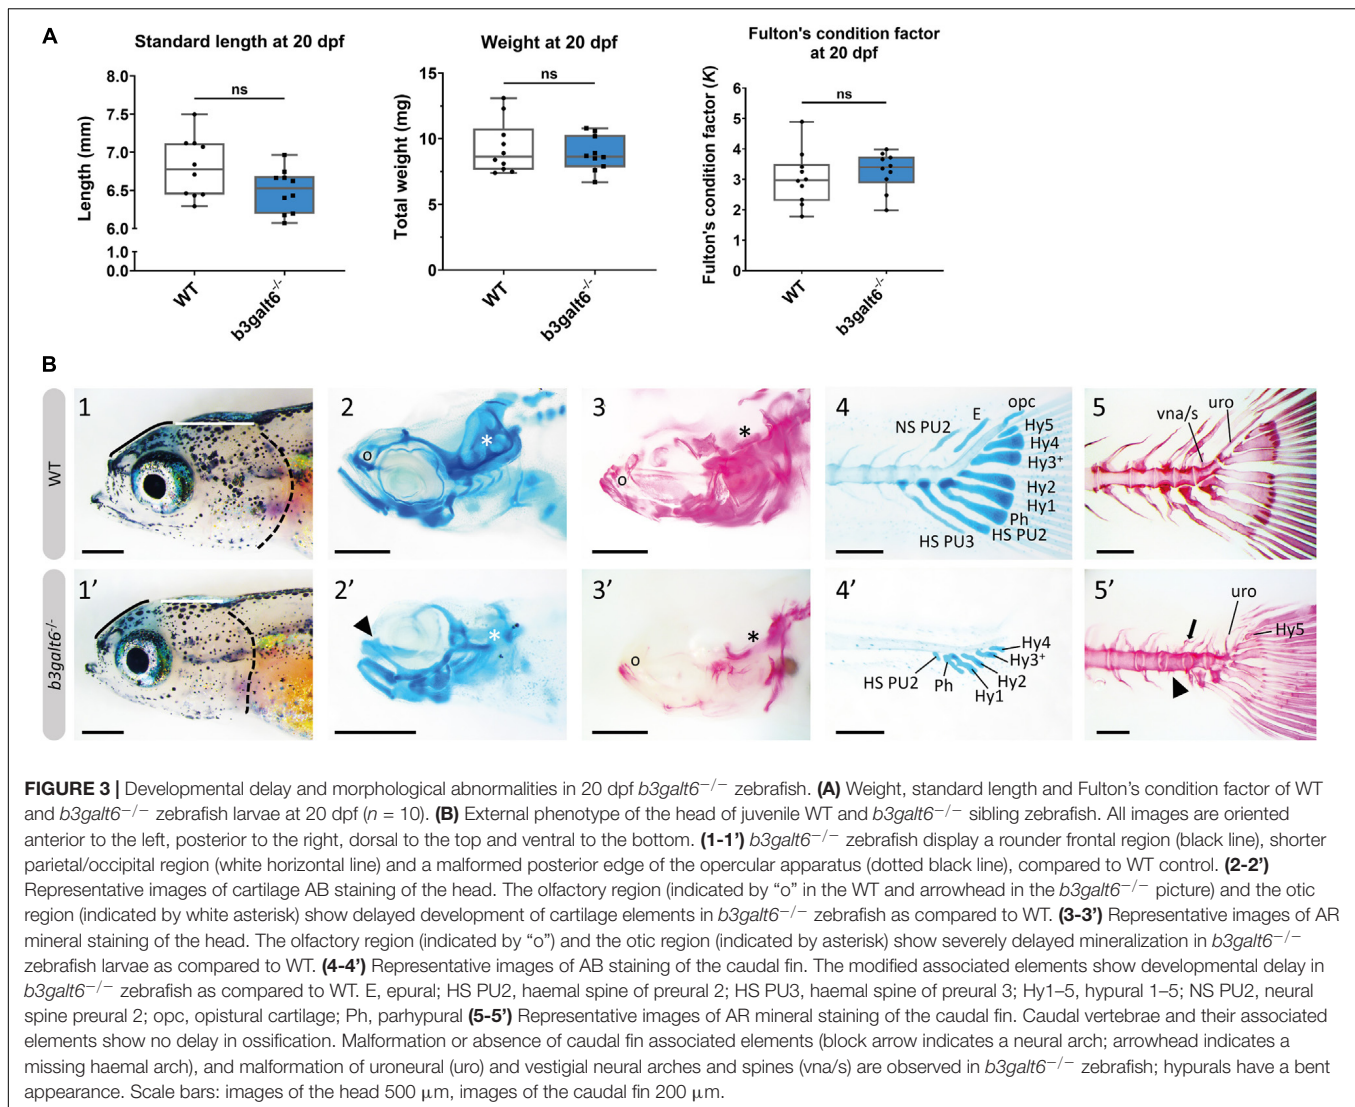 A
Standard length at 20 dpf
8.0
7.5
7.0
6.5
6.0
1.0
0.0
Length (mm)
ns
WT
b3galt6-/-
Weight at 20 dpf
15
10
5
0
Total weight (mg)
ns
WT
b3galt6-/-
Fulton's condition factor
at 20 dpf
6
5
4
3
2
1
0
Fulton's condition factor (K)
ns
WT
b3galt6-/-
B
WT
1
2
o
*
3
o
*
4
NS PU2
E
opc
Hy5
Hy4
Hy3+
Hy2
Hy1
Ph
HS PU2
HS PU3
5
vna/s
uro
b3galt6-/-
1’
2’
*
3’
o
*
4’
Hy4
Hy3+
Hy2
Hy1
Ph
HS PU2
5’
uro
Hy5
FIGURE 3 | Developmental delay and morphological abnormalities in 20 dpf b3galt6−/− zebrafish. (A) Weight, standard length and Fulton’s condition factor of WT
and b3galt6−/− zebrafish larvae at 20 dpf (n = 10). (B) External phenotype of the head of juvenile WT and b3galt6−/− sibling zebrafish. All images are oriented
anterior to the left, posterior to the right, dorsal to the top and ventral to the bottom. (1-1’) b3galt6−/− zebrafish display a rounder frontal region (black line), shorter
parietal/occipital region (white horizontal line) and a malformed posterior edge of the opercular apparatus (dotted black line), compared to WT control. (2-2’)
Representative images of cartilage AB staining of the head. The olfactory region (indicated by “o” in the WT and arrowhead in the b3galt6−/− picture) and the otic
region (indicated by white asterisk) show delayed development of cartilage elements in b3galt6−/− zebrafish as compared to WT. (3-3’) Representative images of AR
mineral staining of the head. The olfactory region (indicated by “o”) and the otic region (indicated by asterisk) show severely delayed mineralization in b3galt6−/−
zebrafish larvae as compared to WT. (4-4’) Representative images of AB staining of the caudal fin. The modified associated elements show developmental delay in
b3galt6−/− zebrafish as compared to WT. E, epural; HS PU2, haemal spine of preural 2; HS PU3, haemal spine of preural 3; Hy1–5, hypural 1–5; NS PU2, neural
spine preural 2; opc, opistural cartilage; Ph, parhypural (5-5’) Representative images of AR mineral staining of the caudal fin. Caudal vertebrae and their associated
elements show no delay in ossification. Malformation or absence of caudal fin associated elements (block arrow indicates a neural arch; arrowhead indicates a
missing haemal arch), and malformation of uroneural (uro) and vestigial neural arches and spines (vna/s) are observed in b3galt6−/− zebrafish; hypurals have a bent
appearance. Scale bars: images of the head 500 μm, images of the caudal fin 200 μm.